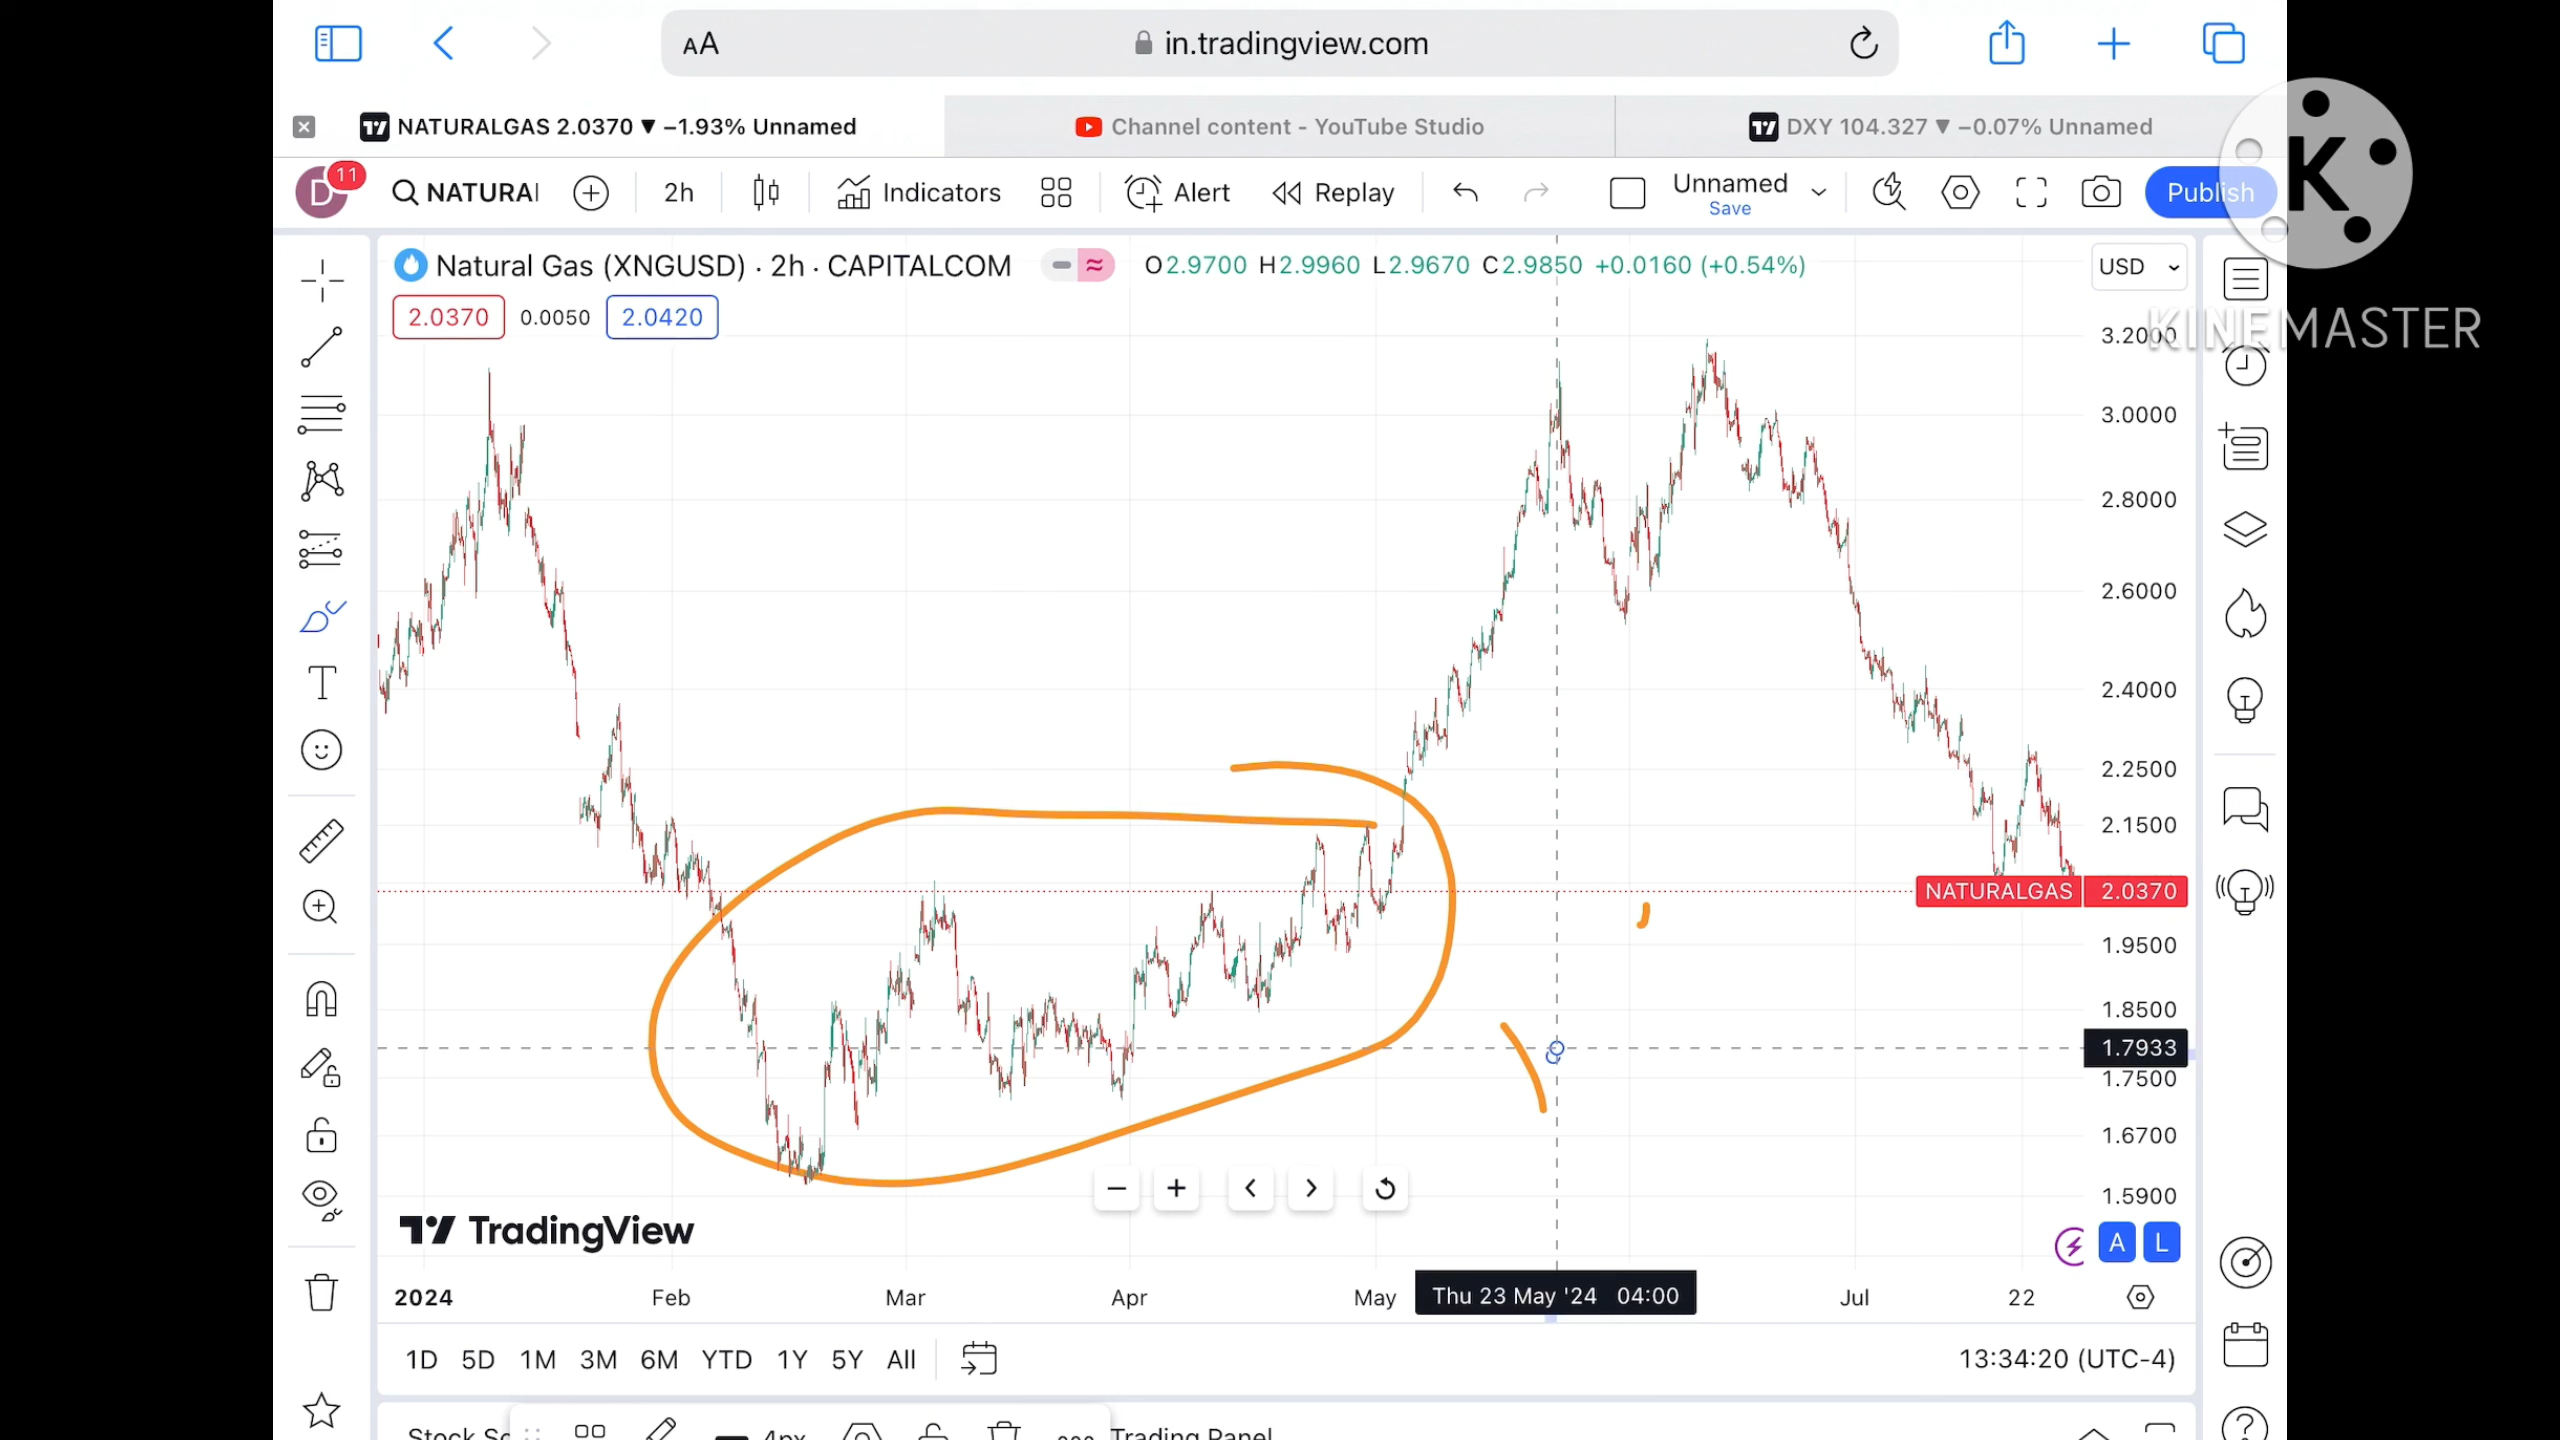 AA in.tradingview.com
NATURALGAS 2.0370 ▼ −1.93% Unnamed
Channel content - YouTube Studio
DXY 104.327 ▼ −0.07% Unnamed
K
KINEMASTER
D 11 NATURAI 2h Indicators Alert Replay Unnamed Save Publish
Natural Gas (XNGUSD) · 2h · CAPITALCOM O2.9700 H2.9960 L2.9670 C2.9850 +0.0160 (+0.54%) USD
2.0370 0.0050 2.0420
3.2000
3.0000
2.8000
2.6000
2.4000
2.2500
2.1500
NATURALGAS 2.0370
1.9500
1.8500
1.7933
1.7500
1.6700
1.5900
TradingView
A L
2024 Feb Mar Apr May Thu 23 May '24 04:00 Jul 22
1D 5D 1M 3M 6M YTD 1Y 5Y All 13:34:20 (UTC-4)
Stock 4px Trading Panel